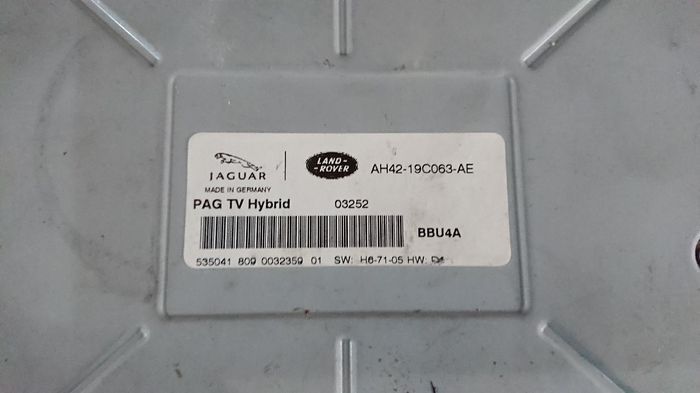 JAGUAR
LAND-
-ROVER
AH42-19C063-AE
MADE IN GERMANY
PAG TV Hybrid 03252
BBU4A
535041 809 0032359 01 SW: H6-71-05 HW: